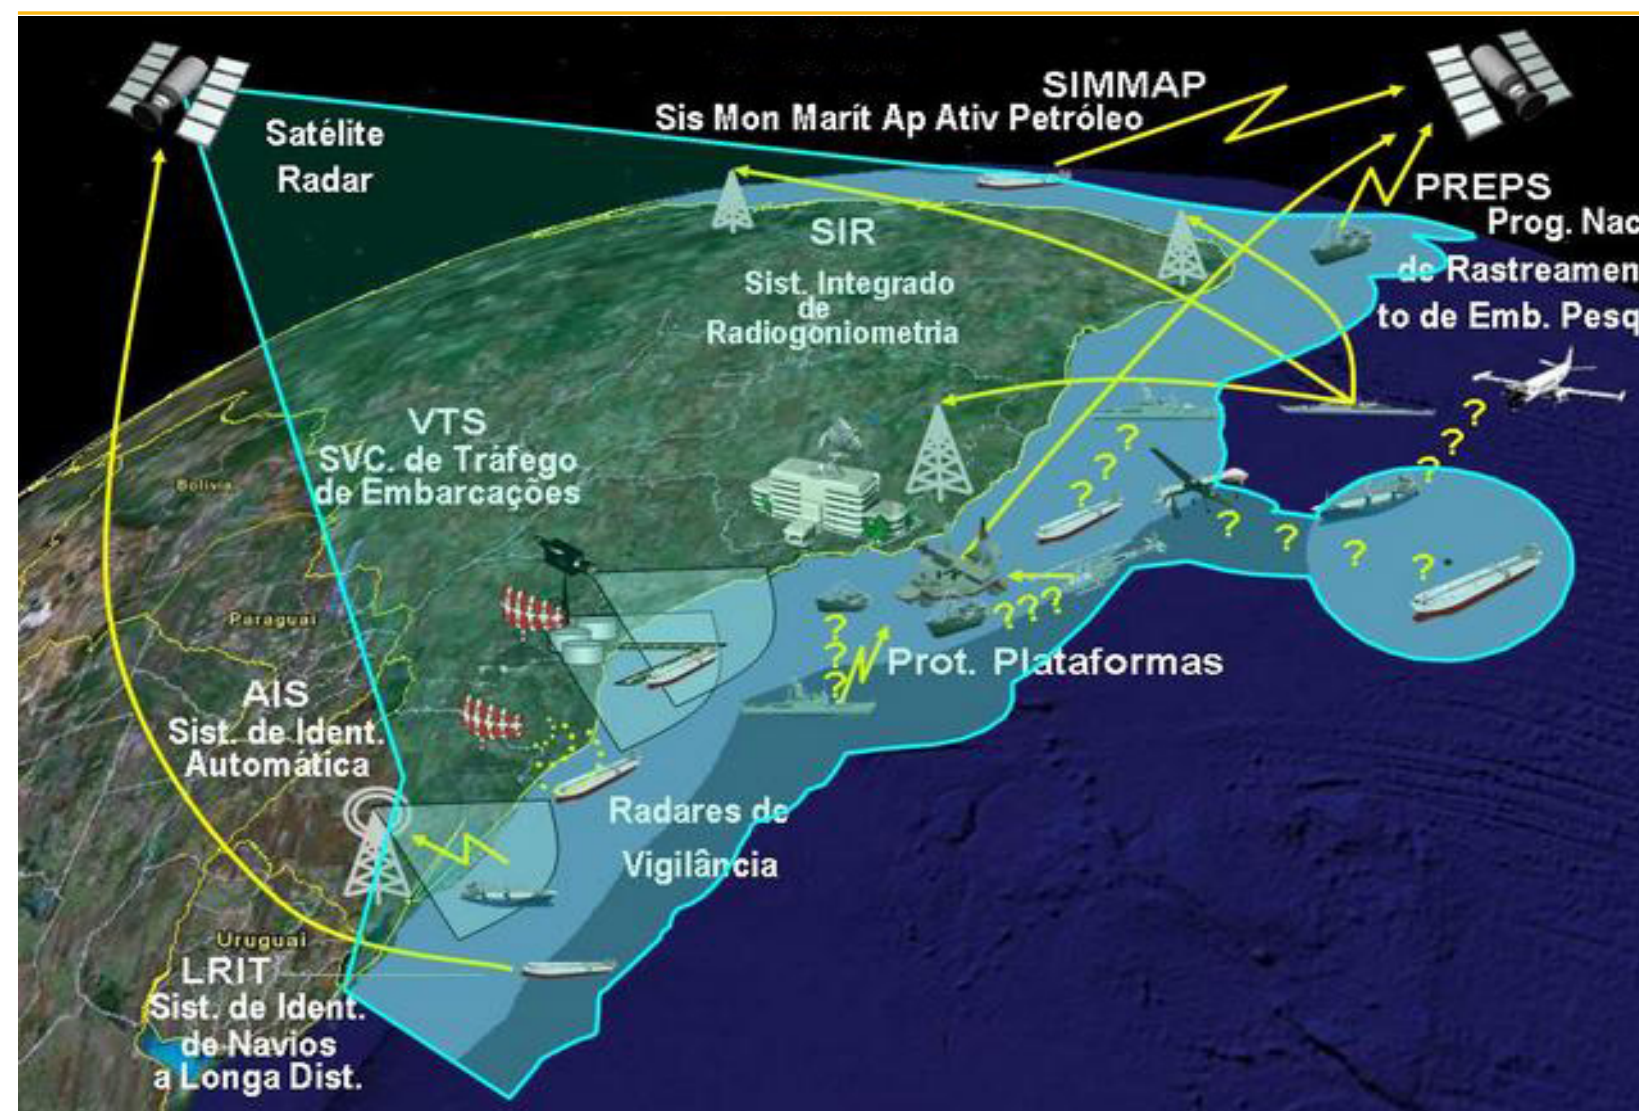 SIMMAP
Sis Mon Marít Ap Ativ Petróleo
Satélite
Radar
PREPS
Prog. Nac
de Rastreamen
to de Emb. Pesq
SIR
Sist. Integrado
de
Radiogoniometria
VTS
SVC. de Tráfego
de Embarcações
Bolívia
? ? ?
? ? ?
? ? ? ?
Paraguai
? ? ?
???
Prot. Plataformas
AIS
Sist. de Ident.
Automática
Radares de
Vigilância
Uruguai
LRIT
Sist. de Ident.
de Navios
a Longa Dist.